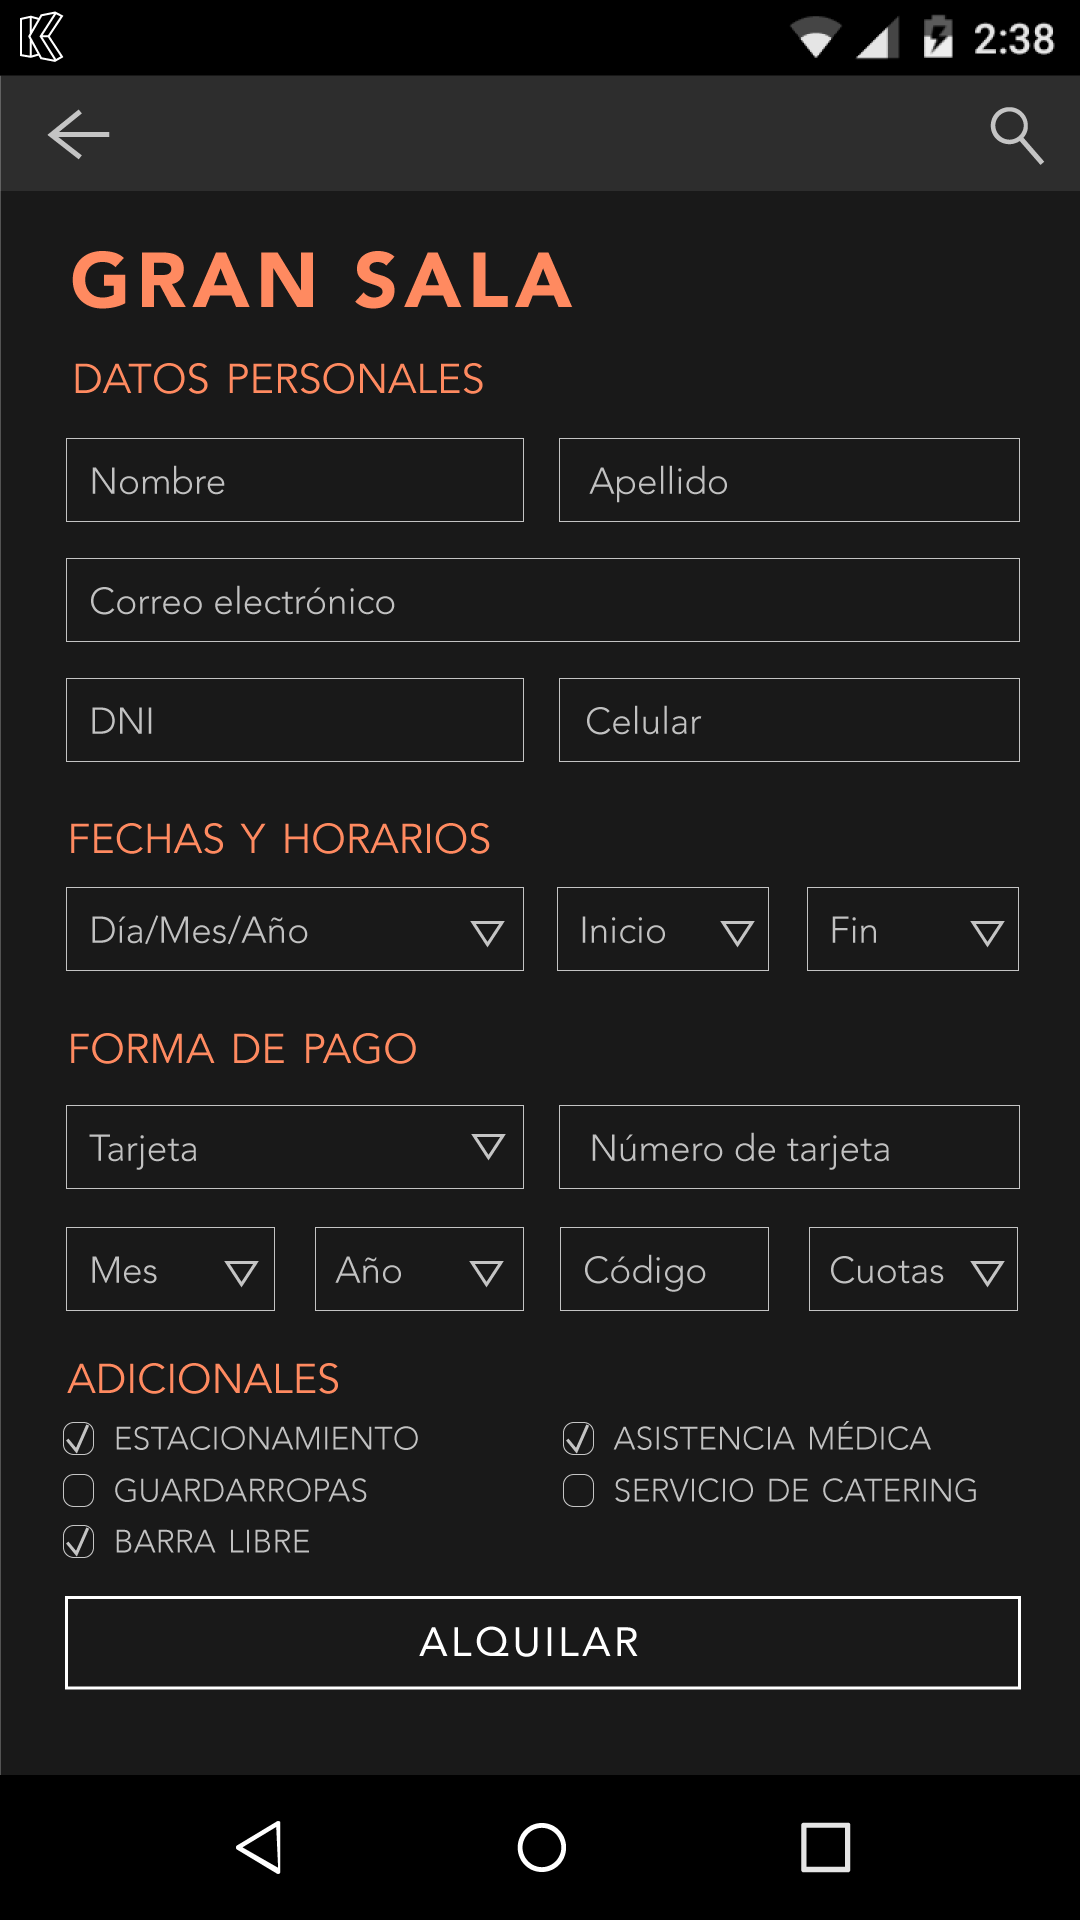 2:38
GRAN SALA
DATOS PERSONALES
Nombre Apellido
Correo electrónico
DNI Celular
FECHAS Y HORARIOS
Día/Mes/Año Inicio Fin
FORMA DE PAGO
Tarjeta Número de tarjeta
Mes Año Código Cuotas
ADICIONALES
ESTACIONAMIENTO ASISTENCIA MÉDICA
GUARDARROPAS SERVICIO DE CATERING
BARRA LIBRE
ALQUILAR